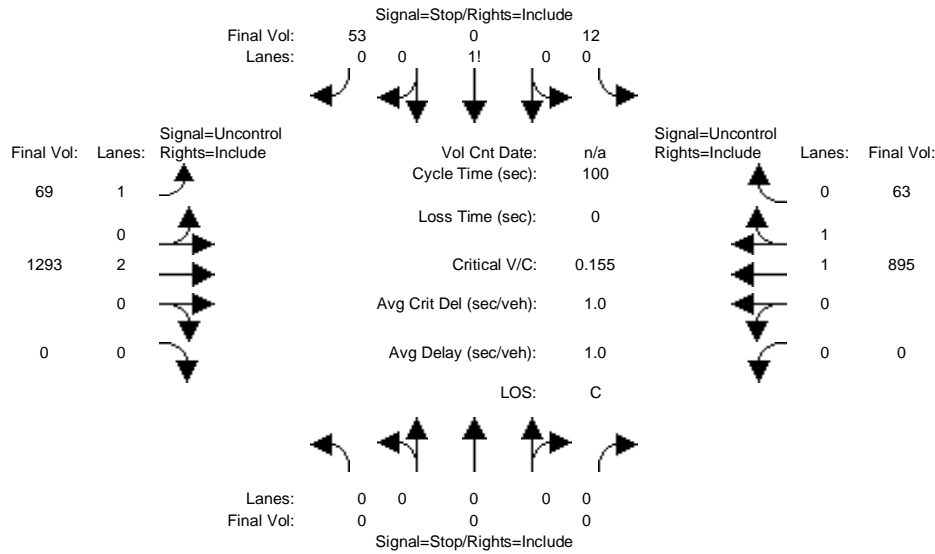 Signal=Stop/Rights=Include
Final Vol: 53 0 12
Lanes: 0 0 1! 0 0
Signal=Uncontrol
Final Vol: Lanes: Rights=Include
Vol Cnt Date: n/a
Signal=Uncontrol
Rights=Include Lanes: Final Vol:
Cycle Time (sec): 100
69 1
0 63
Loss Time (sec): 0
0
1
1293 2
Critical V/C: 0.155
1 895
0
Avg Crit Del (sec/veh): 1.0
0
0 0
Avg Delay (sec/veh): 1.0
0 0
LOS: C
Lanes: 0 0 0 0 0
Final Vol: 0 0 0
Signal=Stop/Rights=Include